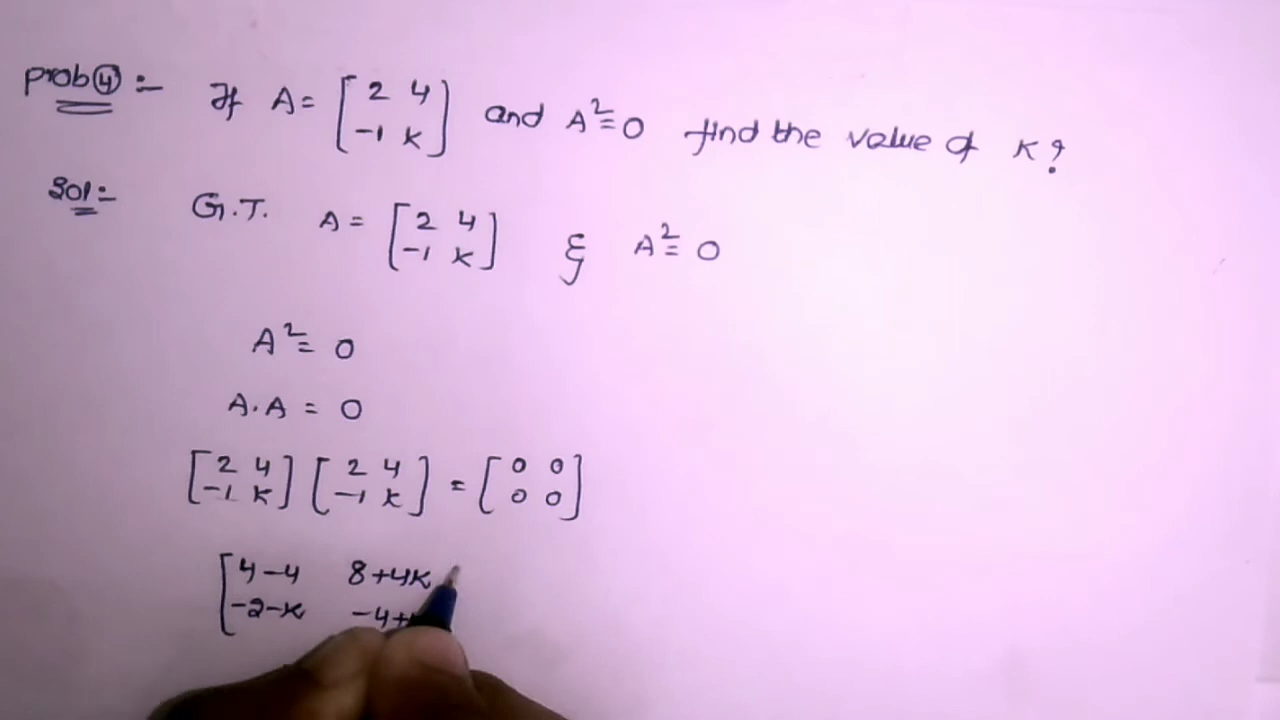 Prob④:- If A = [2 4 -1 K] and A²=0 find the value of K?
Sol:- G.T. A = [2 4 -1 K] & A²=0
A²=0
A.A = 0
[2 4 -1 K] [2 4 -1 K] = [0 0 0 0]
[4-4 8+4K
-2-K -4+